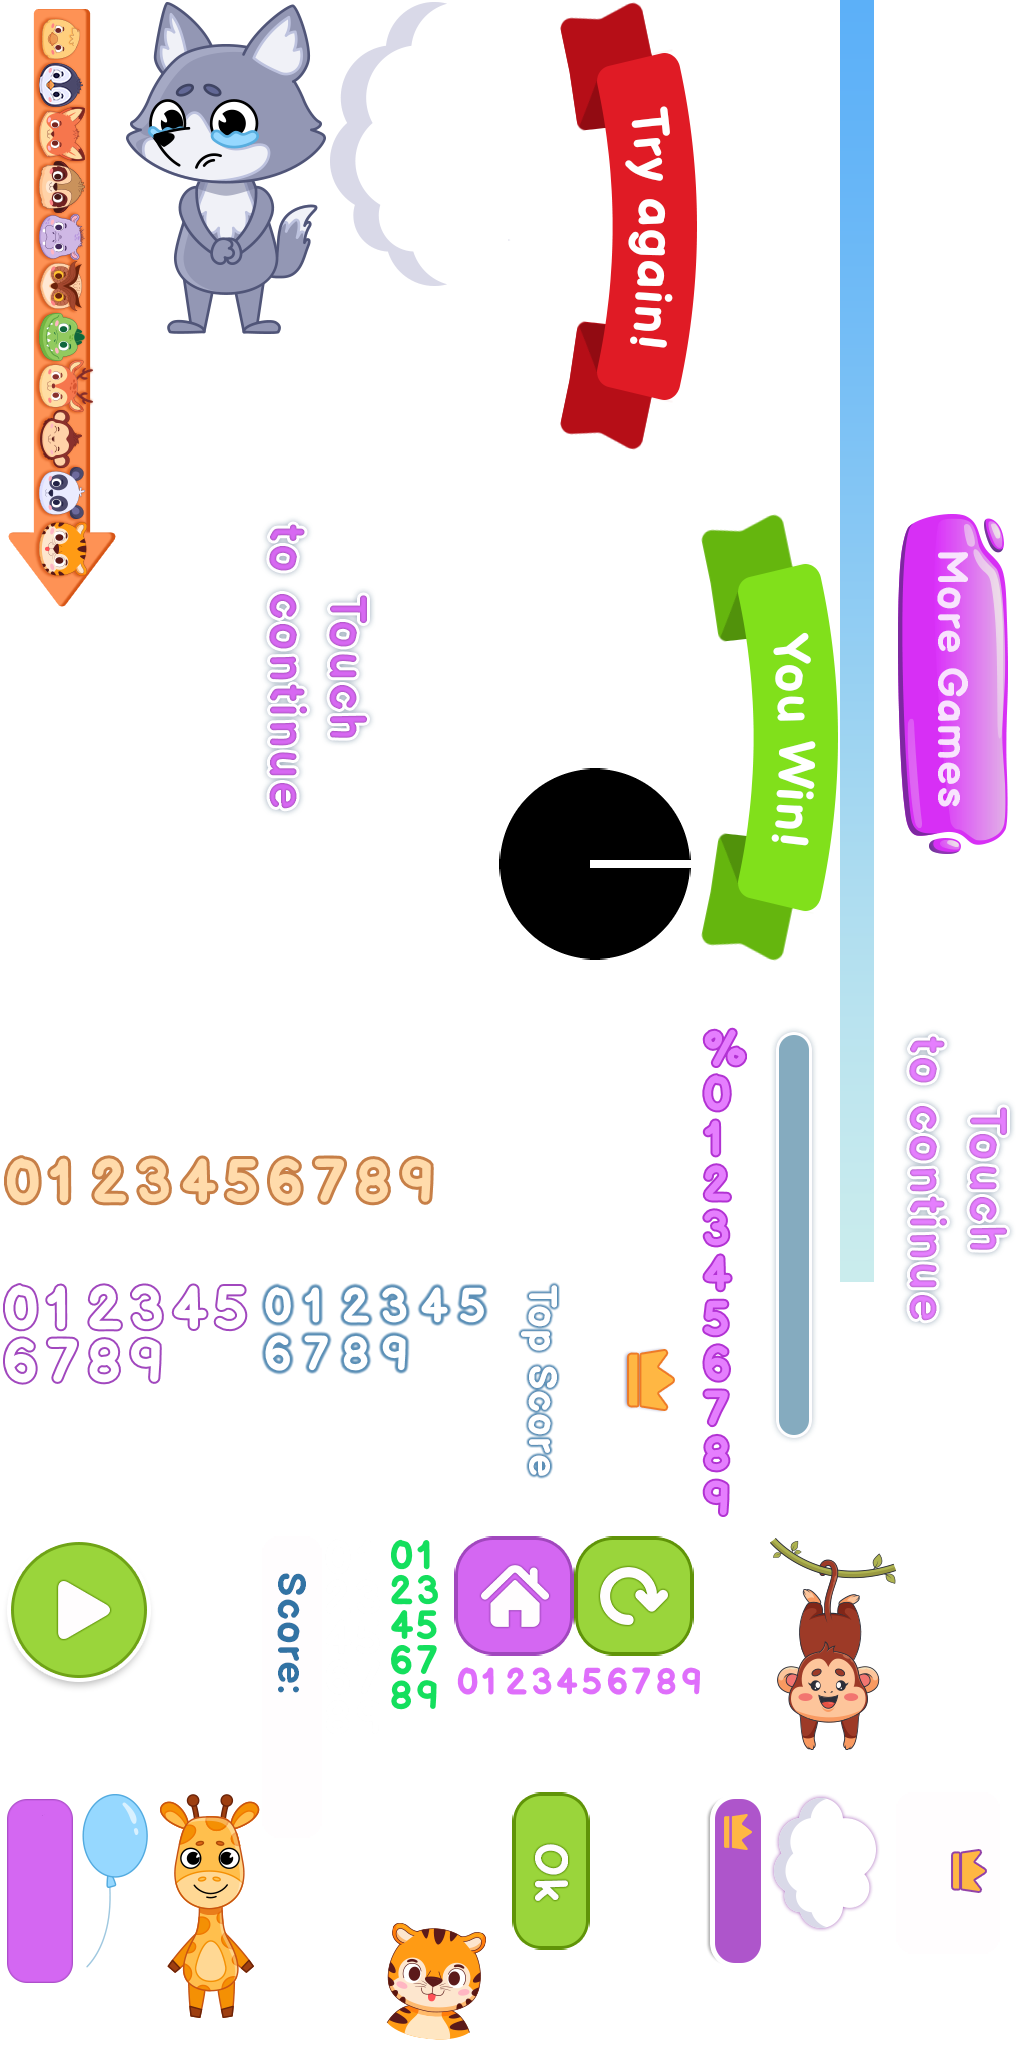 Try again!
Touch
to continue
You Win!
More Games
%0123456789
Touch
to continue
0123456789
012345
6789
012345
6789
Top Score
Score:
01
23
45
67
89
0123456789
Ok